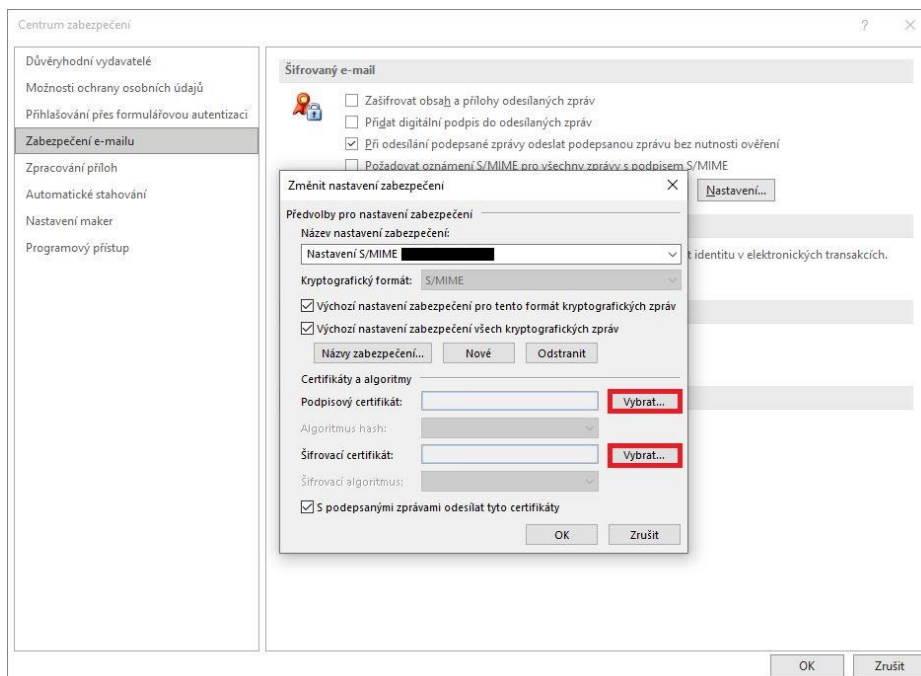 Centrum zabezpečení
?
Důvěryhodní vydavatelé
Možnosti ochrany osobních údajů
Přihlašování přes formulářovou autentizaci
Zabezpečení e-mailu
Zpracování příloh
Automatické stahování
Nastavení maker
Programový přístup
Šifrovaný e-mail
Zašifrovat obsah a přílohy odesílaných zpráv
Přidat digitální podpis do odesílaných zpráv
Při odesílání podepsané zprávy odeslat podepsanou zprávu bez nutnosti ověření
Požadovat oznámení S/MIME pro všechny zprávy s podpisem S/MIME
Nastavení...
t identitu v elektronických transakcích.
Změnit nastavení zabezpečení
Předvolby pro nastavení zabezpečení
Název nastavení zabezpečení:
Nastavení S/MIME
Kryptografický formát: S/MIME
Výchozí nastavení zabezpečení pro tento formát kryptografických zpráv
Výchozí nastavení zabezpečení všech kryptografických zpráv
Názvy zabezpečení... Nové Odstranit
Certifikáty a algoritmy
Podpisový certifikát: Vybrat...
Algoritmus hash:
Šifrovací certifikát: Vybrat...
Šifrovací algoritmus:
S podepsanými zprávami odesílat tyto certifikáty
OK Zrušit
OK Zrušit